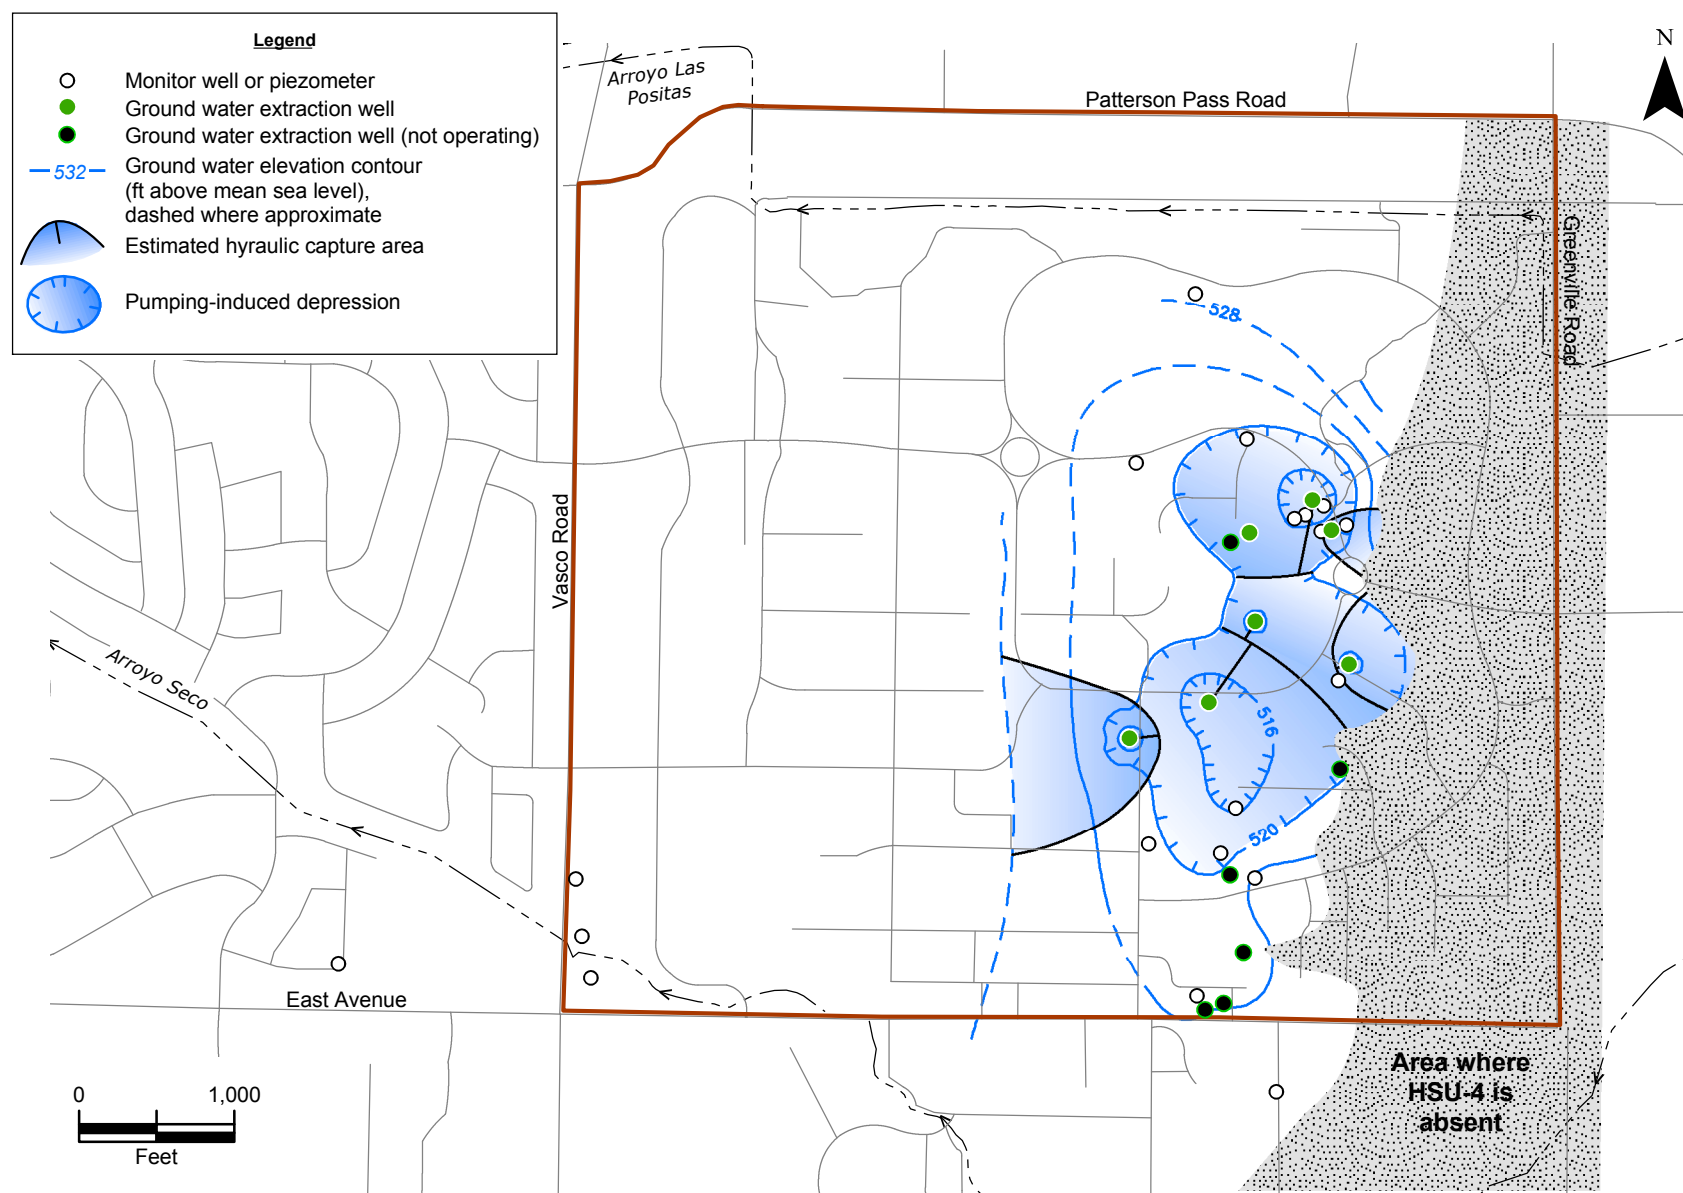 Legend
Monitor well or piezometer
Ground water extraction well
Ground water extraction well (not operating)
532
Ground water elevation contour
(ft above mean sea level),
dashed where approximate
Estimated hyraulic capture area
Pumping-induced depression
Arroyo Las
Positas
Patterson Pass Road
N
Greenville Road
528
Vasco Road
Arroyo Seco
516
520
East Avenue
0
1,000
Feet
Area where
HSU-4 is
absent